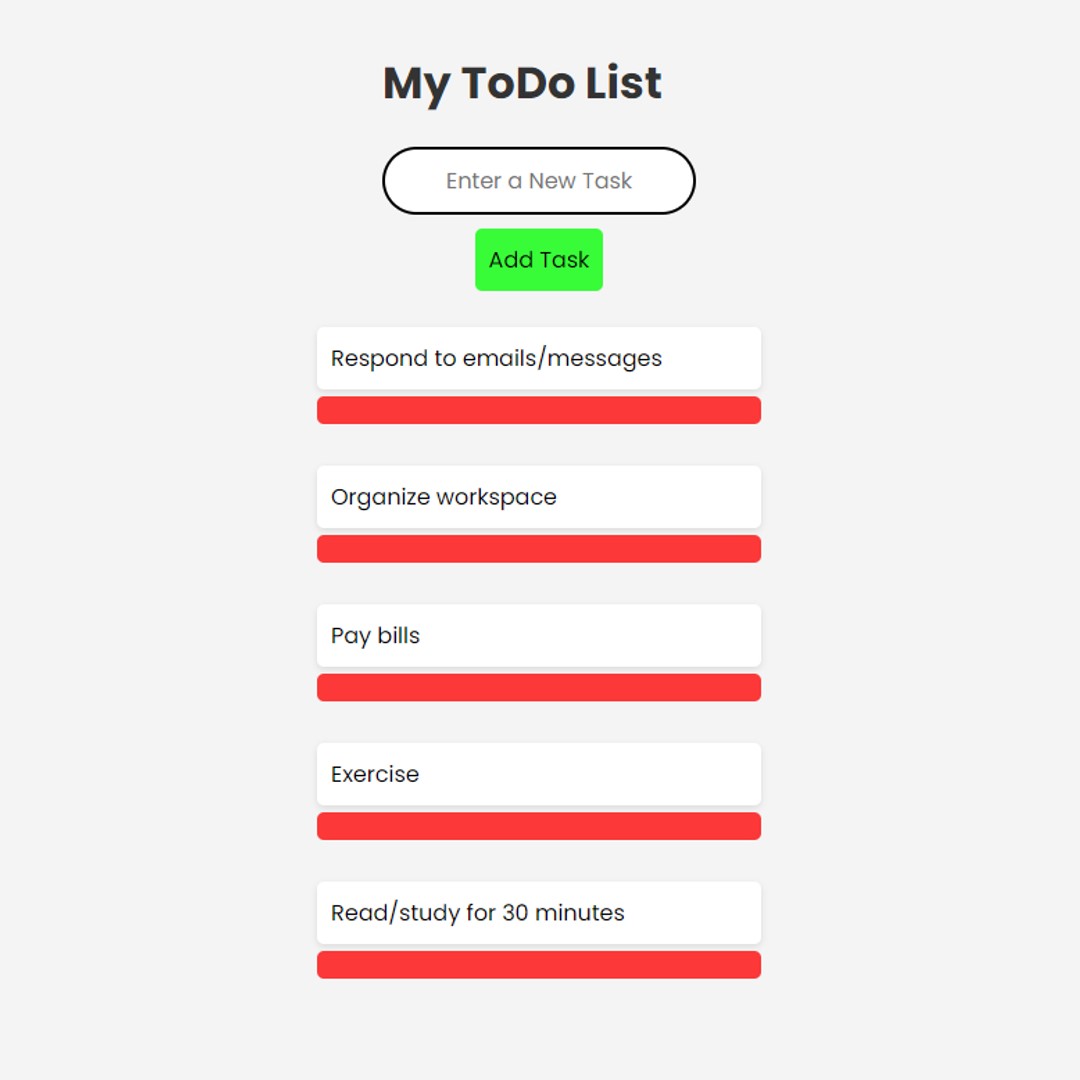 My ToDo List
Enter a New Task
Add Task
Respond to emails/messages
Organize workspace
Pay bills
Exercise
Read/study for 30 minutes